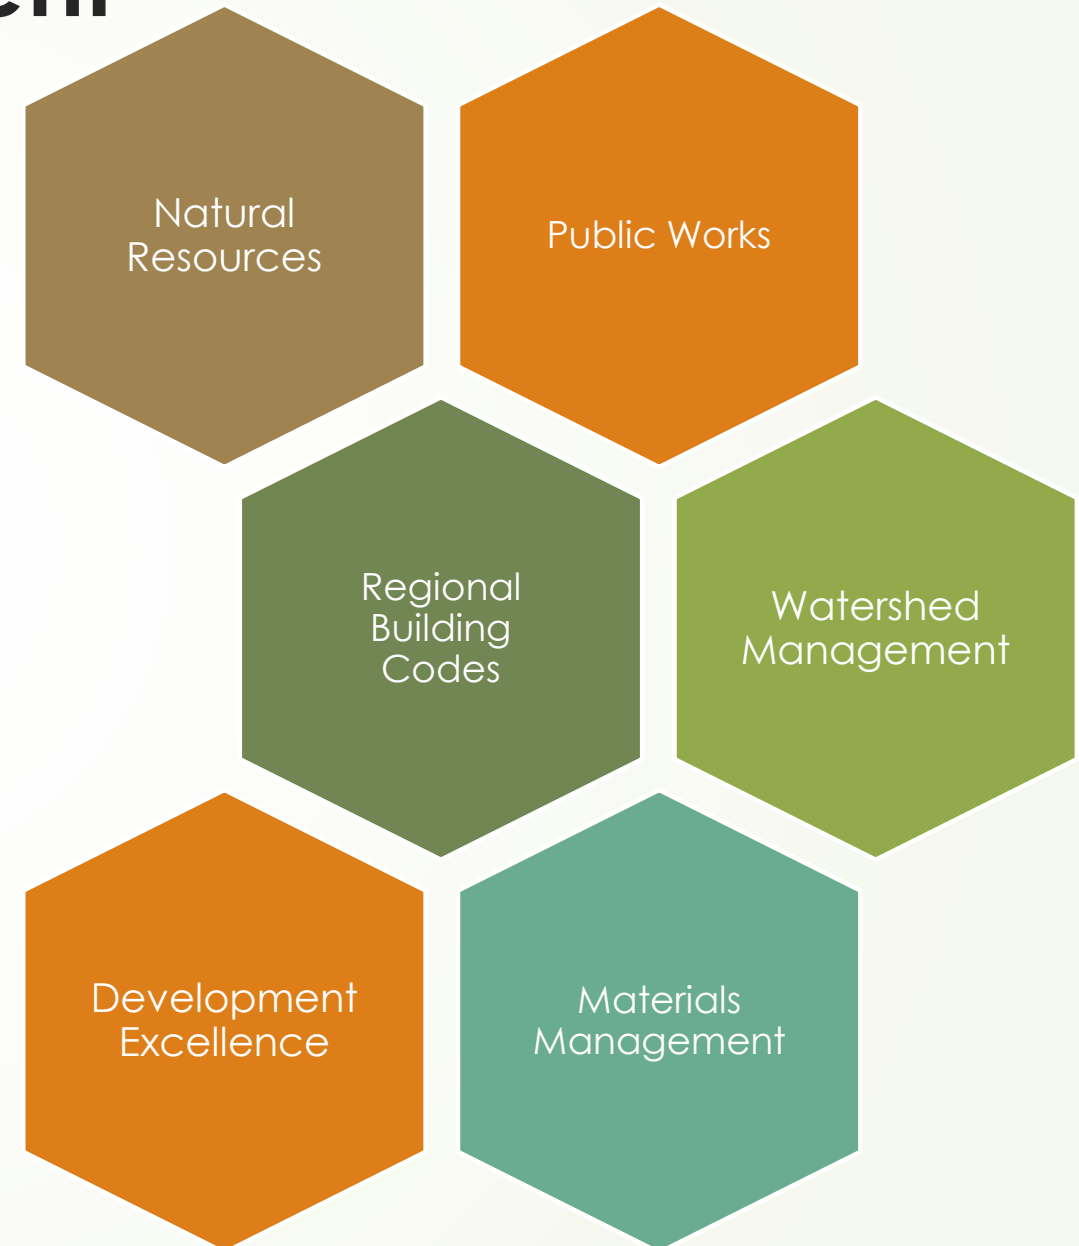 Natural
Resources
Public Works
Regional
Building
Codes
Watershed
Management
Development
Excellence
Materials
Management